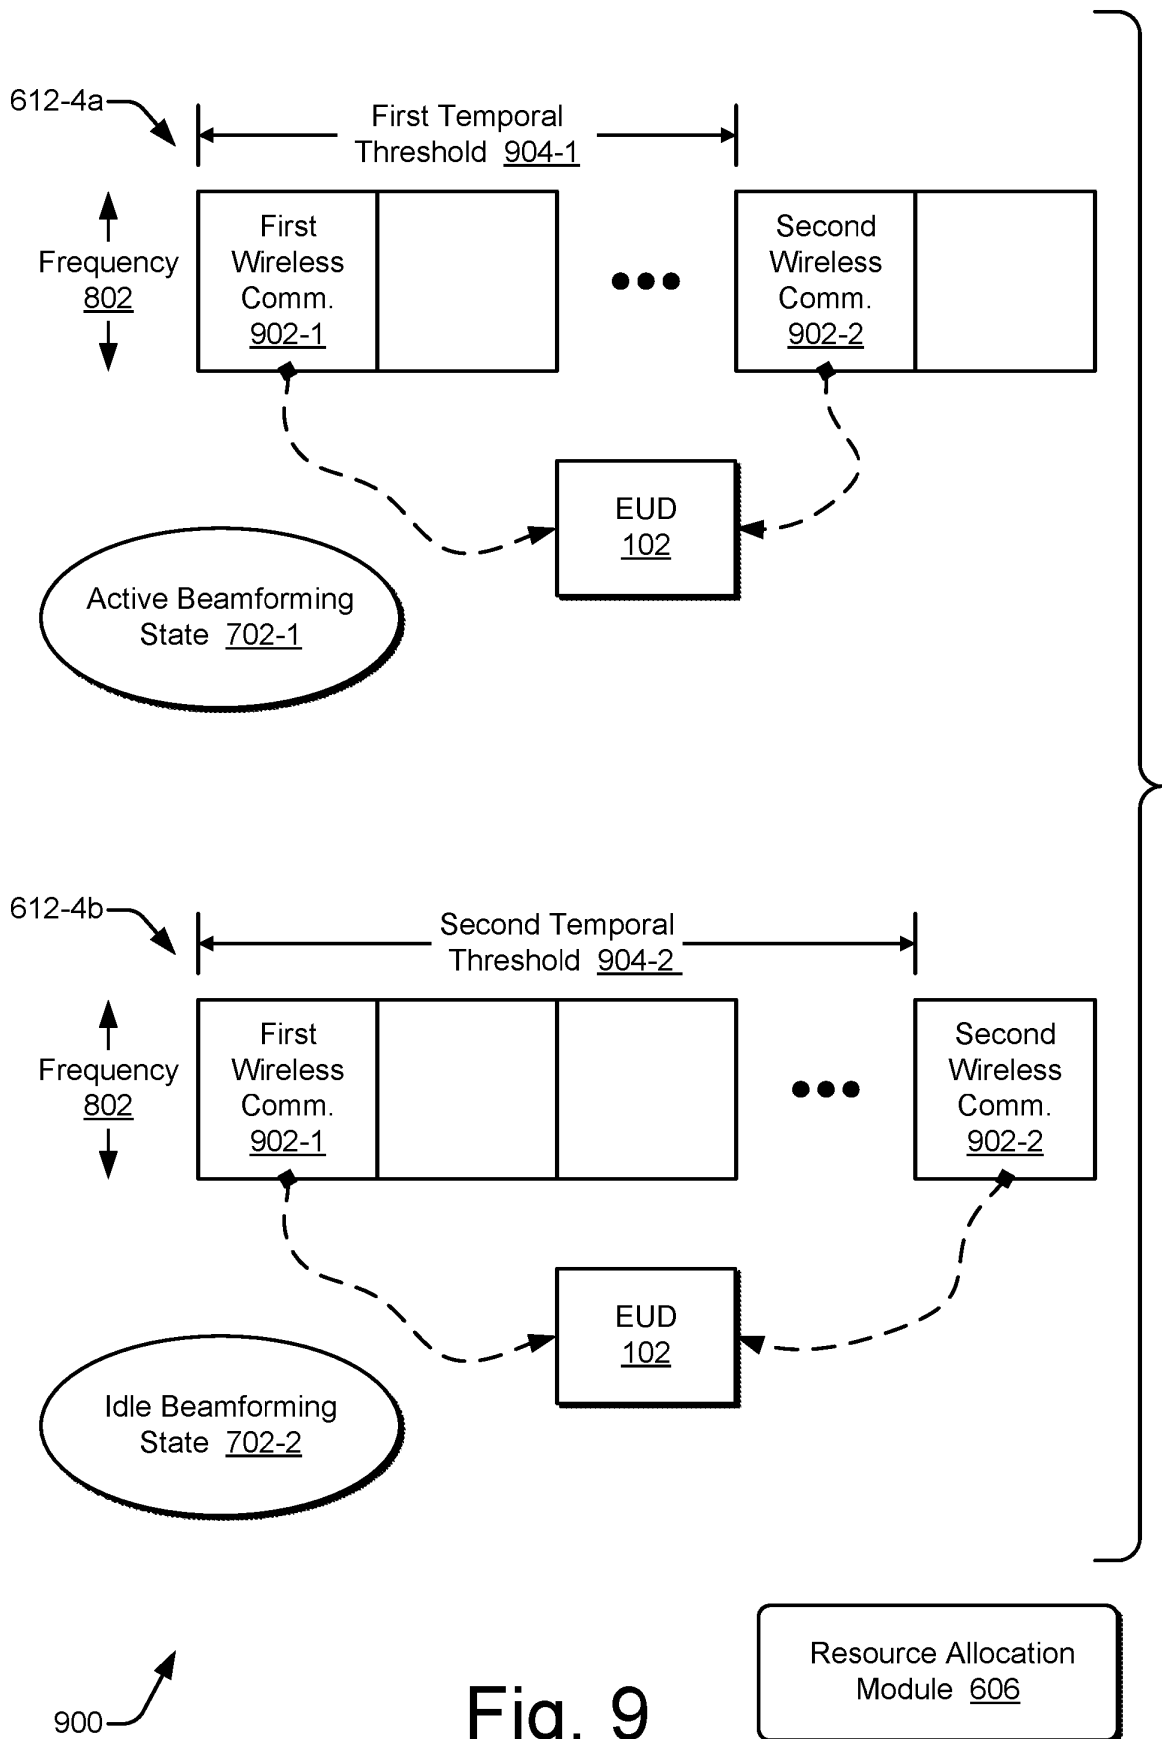 612-4a
First Temporal
Threshold 904-1
Frequency
802
First
Wireless
Comm.
902-1
Second
Wireless
Comm.
902-2
EUD
102
Active Beamforming
State 702-1
612-4b
Second Temporal
Threshold 904-2
Frequency
802
First
Wireless
Comm.
902-1
Second
Wireless
Comm.
902-2
EUD
102
Idle Beamforming
State 702-2
Resource Allocation
Module 606
900
Fig. 9